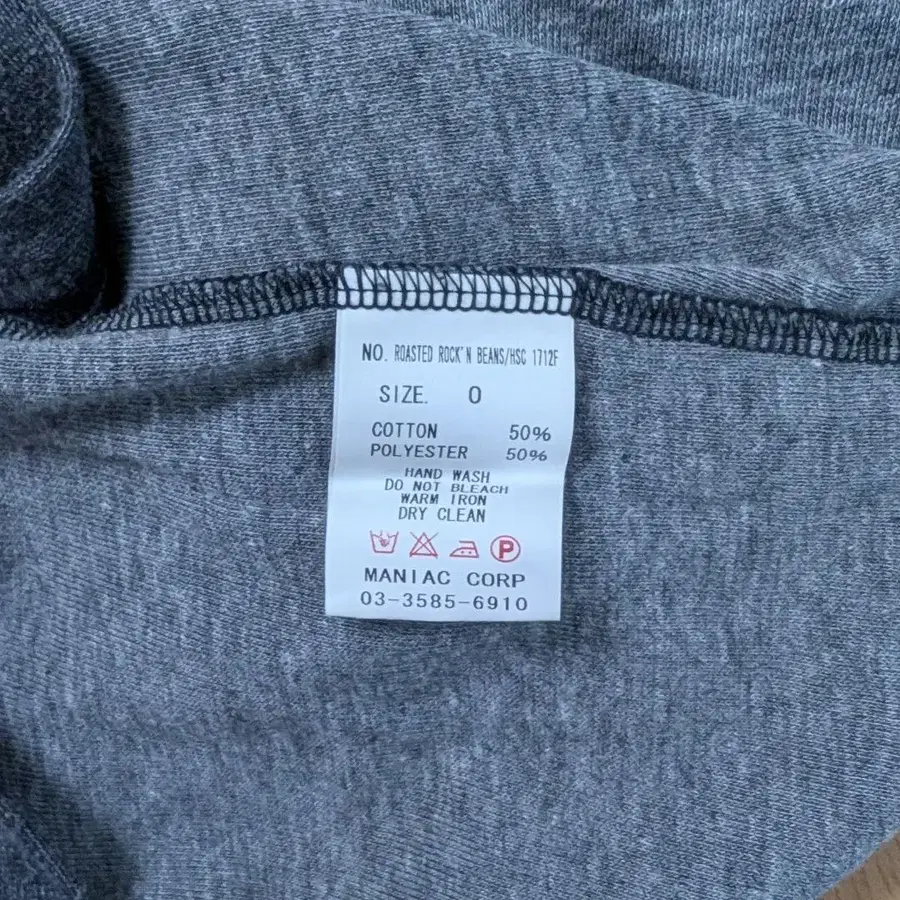 NO. ROASTED ROCK'N BEANS/HSC 1712F
SIZE. 0
COTTON 50%
POLYESTER 50%
HAND WASH
DO NOT BLEACH
WARM IRON
DRY CLEAN
P
MANIAC CORP
03-3585-6910